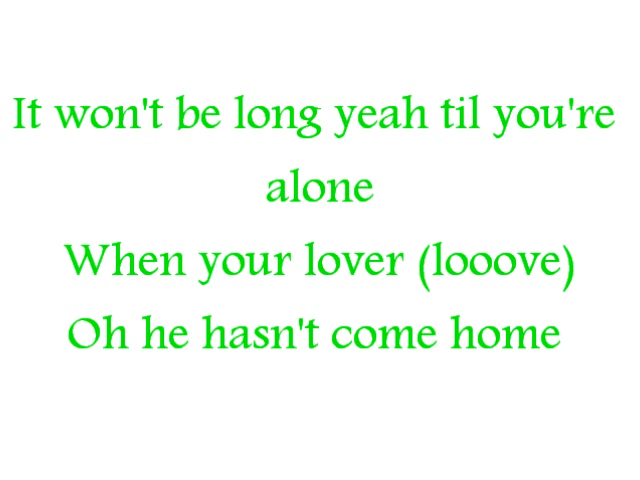 It won't be long yeah til you're
alone
When your lover (looove)
Oh he hasn't come home